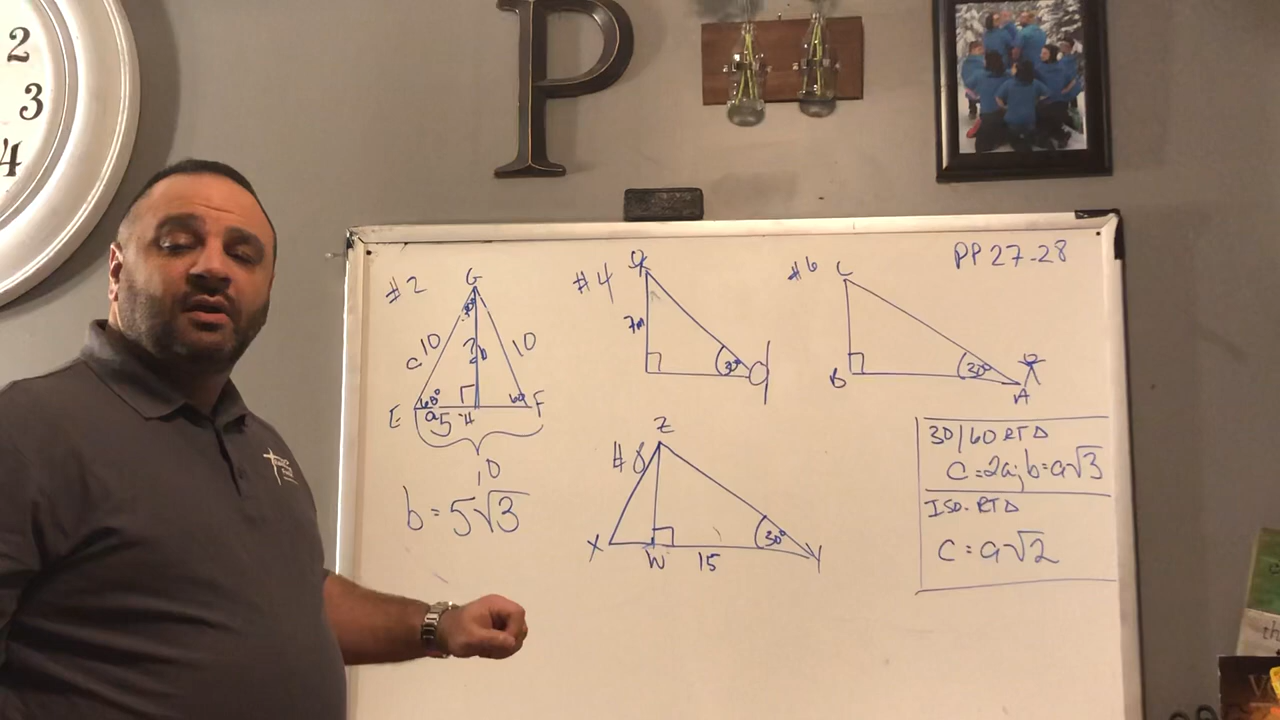 2
3
4
P
PP 27-28
#2
G
30°
c 10
10
?
b
E
60°
60
F
a
5
H
10
b = 5√3
#4
7m
30°
#6
C
B
30°
A
#8
Z
X
W
15
30°
Y
30/60 RT△
c = 2a; b = a√3
ISO. RT△
c = a√2
th